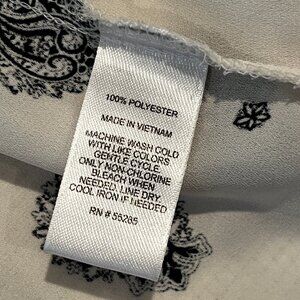 100% POLYESTER
MADE IN VIETNAM
MACHINE WASH COLD
WITH LIKE COLORS
GENTLE CYCLE.
ONLY NON-CHLORINE
BLEACH WHEN
NEEDED. LINE DRY.
COOL IRON IF NEEDED
RN # 55285